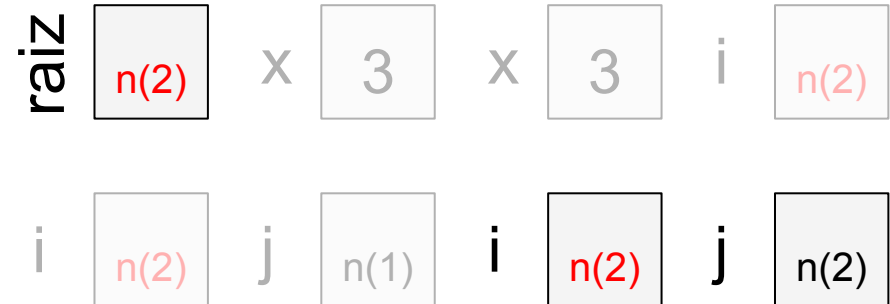 raiz n(2) x 3 x 3 i n(2)
i n(2) j n(1) i n(2) j n(2)